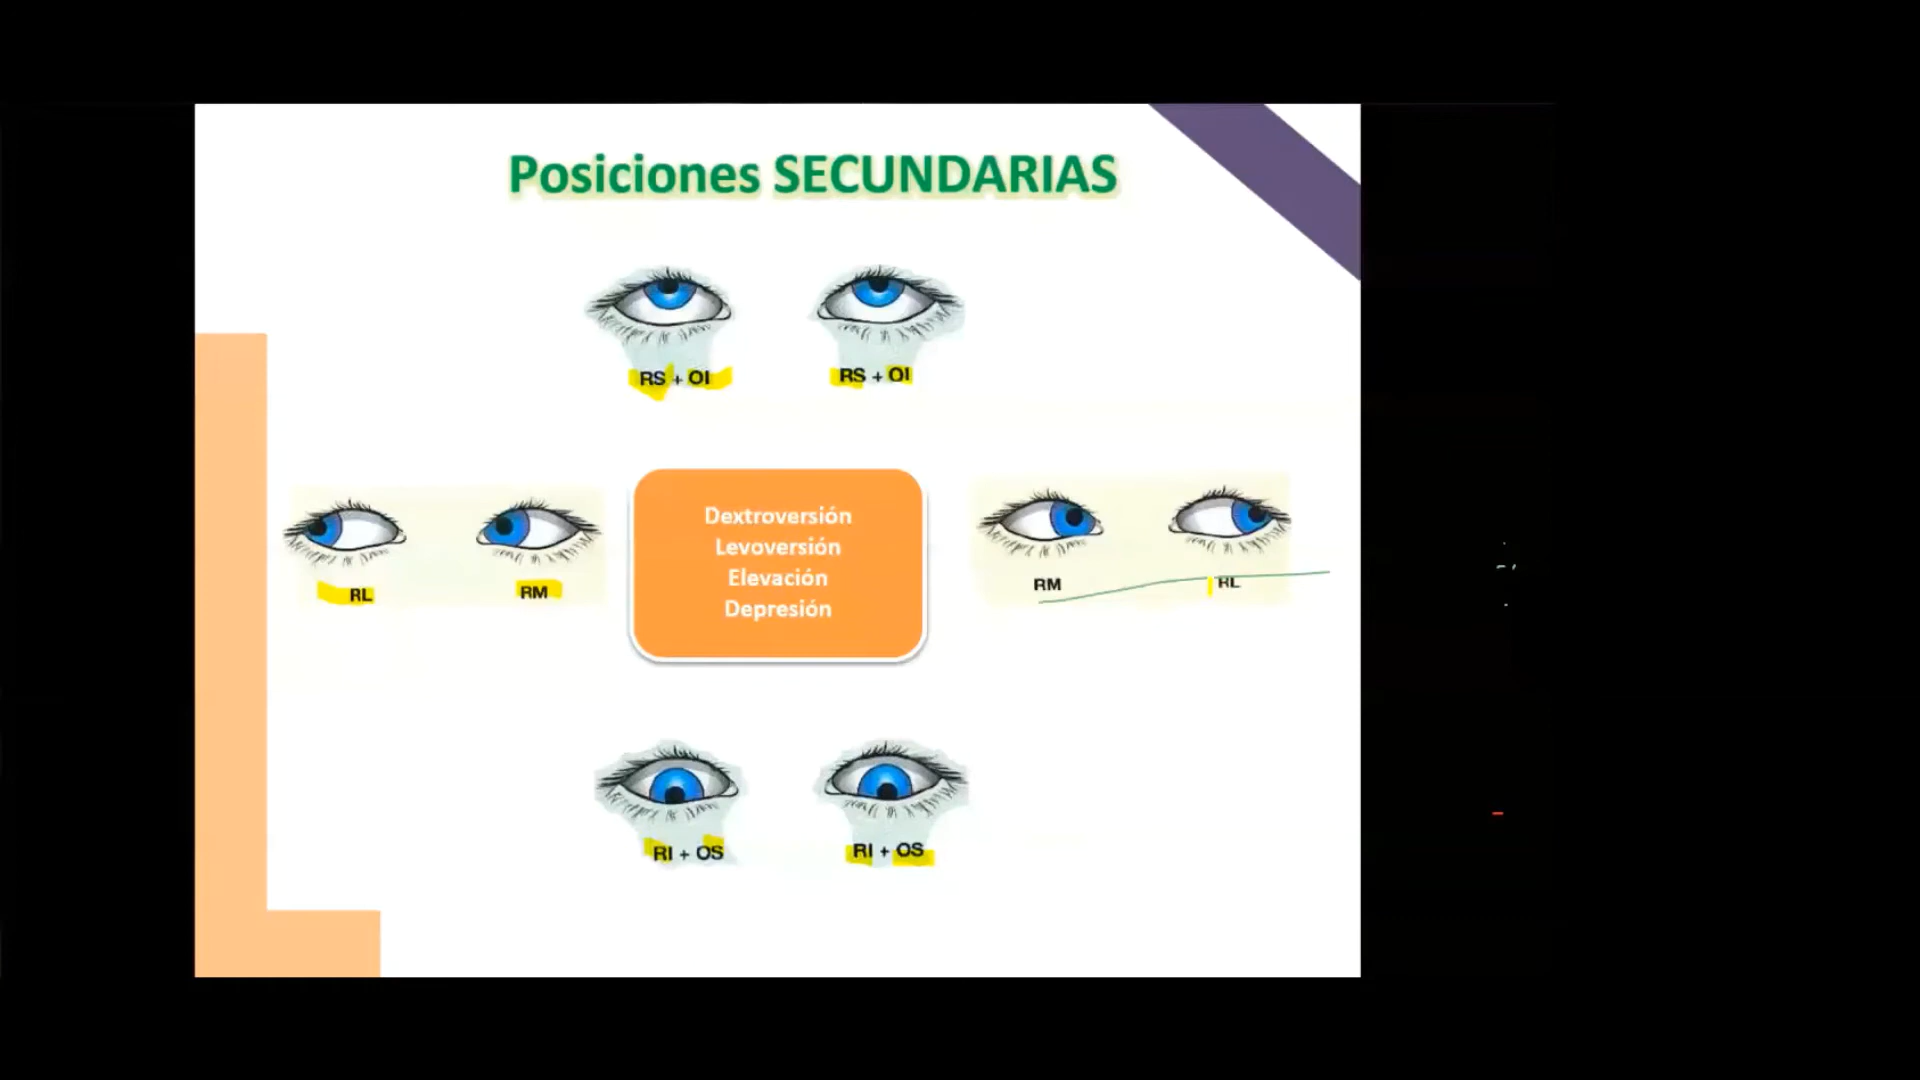 Posiciones SECUNDARIAS
RS + OI
RS + OI
Dextroversión
Levoversión
Elevación
Depresión
RL
RM
RM
RL
RI + OS
RI + OS